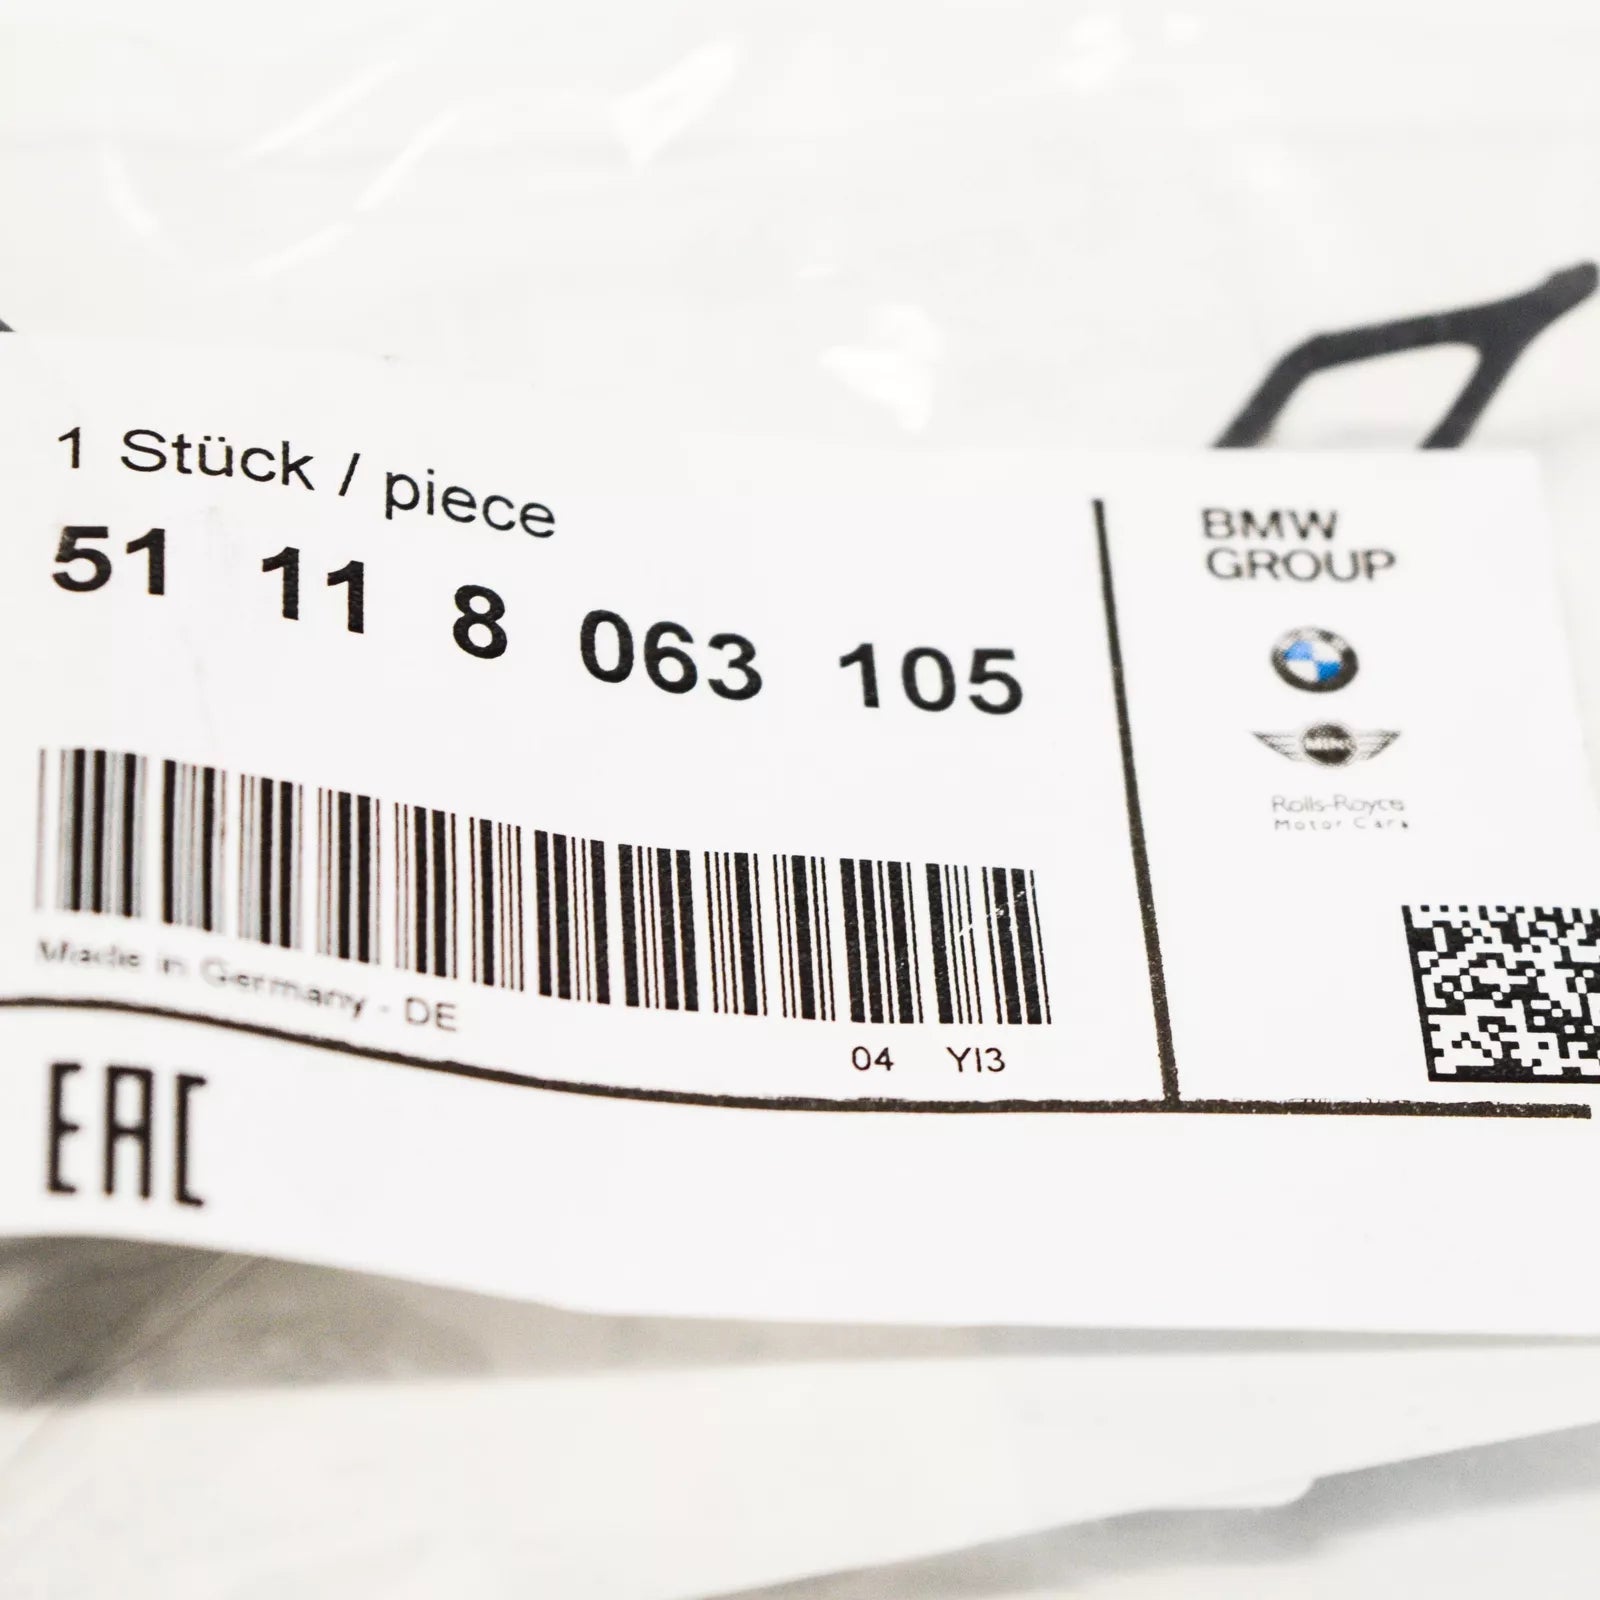 1 Stück / piece
51 11 8 063 105
Made in Germany - DE
04 YI3
EAC
BMW
GROUP
MINI
Rolls-Royce
Motor Cars